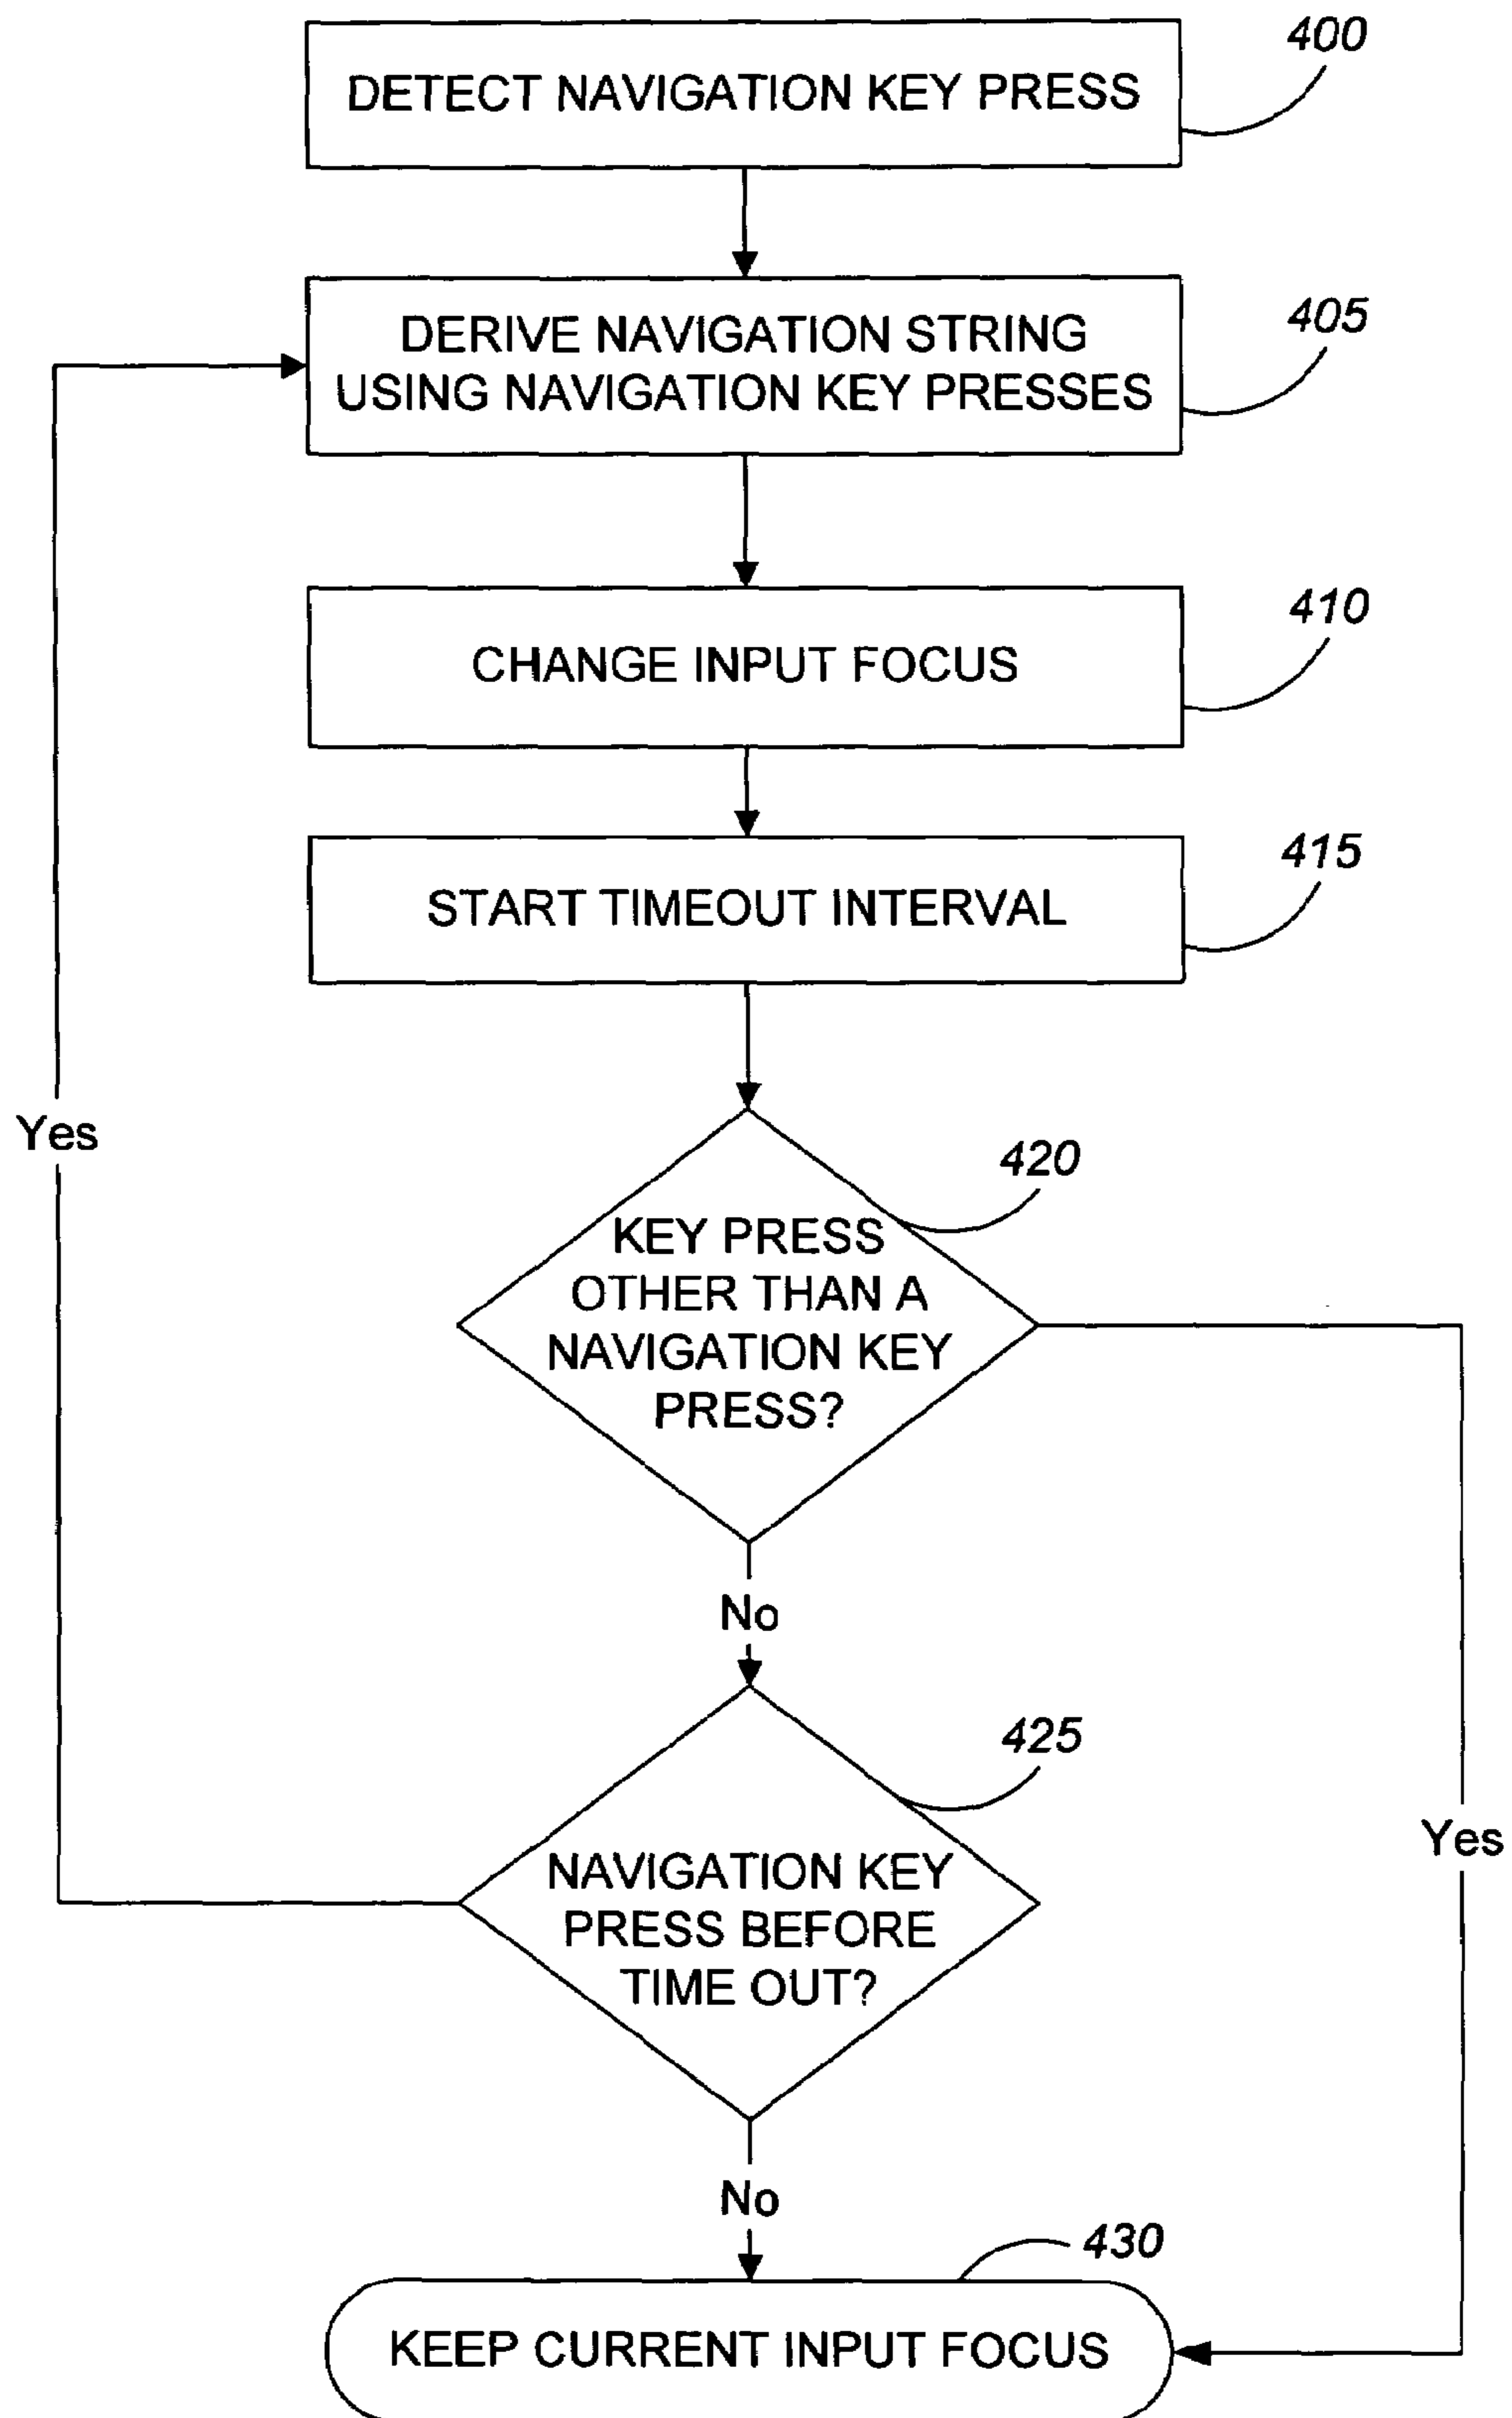 400
DETECT NAVIGATION KEY PRESS
405
DERIVE NAVIGATION STRING
USING NAVIGATION KEY PRESSES
410
CHANGE INPUT FOCUS
415
START TIMEOUT INTERVAL
Yes
420
KEY PRESS
OTHER THAN A
NAVIGATION KEY
PRESS?
No
425
Yes
NAVIGATION KEY
PRESS BEFORE
TIME OUT?
No
430
KEEP CURRENT INPUT FOCUS